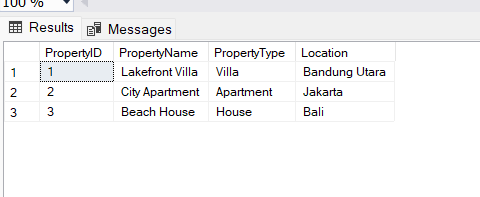 100 %
Results Messages
PropertyID PropertyName PropertyType Location
1 1 Lakefront Villa Villa Bandung Utara
2 2 City Apartment Apartment Jakarta
3 3 Beach House House Bali